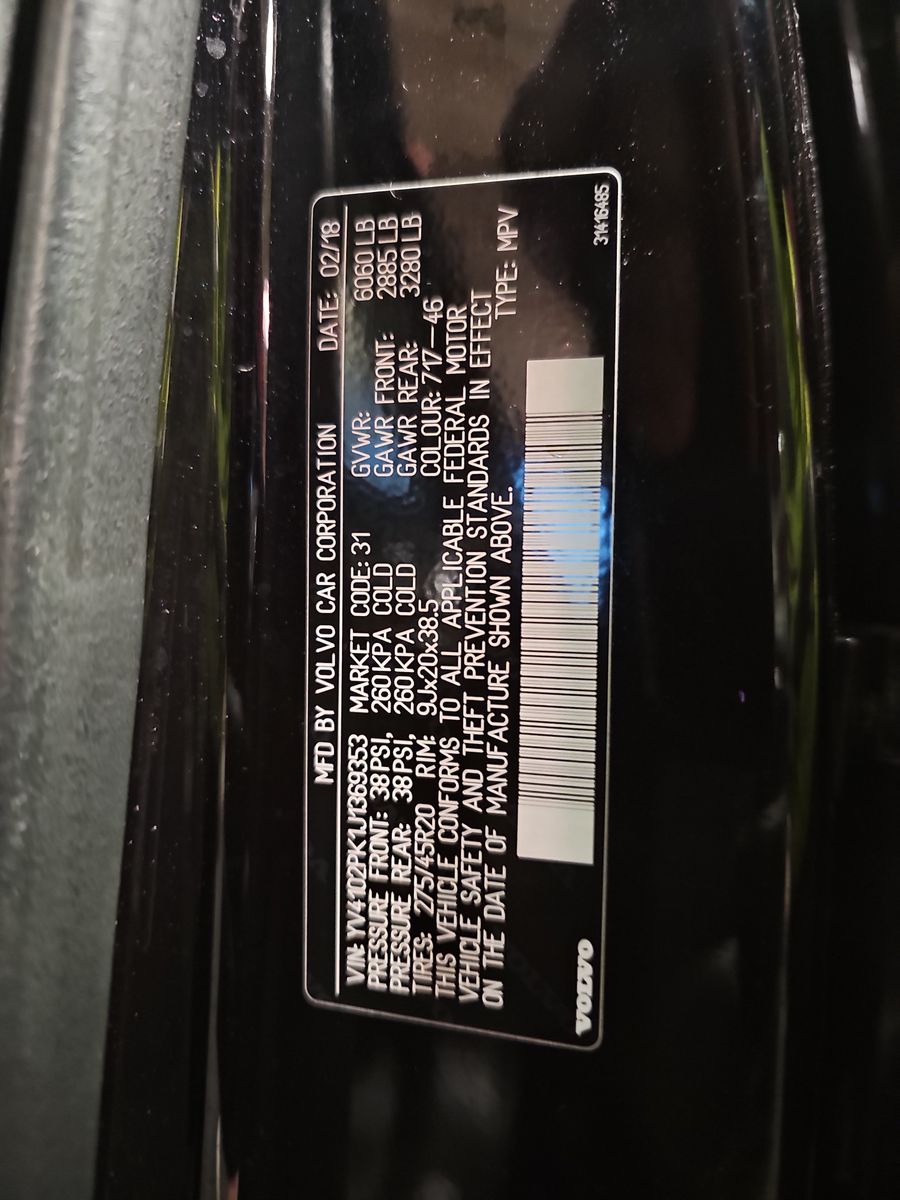 MFD BY VOLVO CAR CORPORATION DATE: 02/18
VIN: YV4102PK1J1369353 MARKET CODE: 31 GVWR: 6060 LB
PRESSURE FRONT: 38 PSI, 260 KPA COLD GAWR FRONT: 2885 LB
PRESSURE REAR: 38 PSI, 260 KPA COLD GAWR REAR: 3280 LB
TIRES: 275/45R20 RIM: 9Jx20x38.5 COLOUR: 717-46
THIS VEHICLE CONFORMS TO ALL APPLICABLE FEDERAL MOTOR
VEHICLE SAFETY AND THEFT PREVENTION STANDARDS IN EFFECT
ON THE DATE OF MANUFACTURE SHOWN ABOVE. TYPE: MPV
VOLVO 31416485